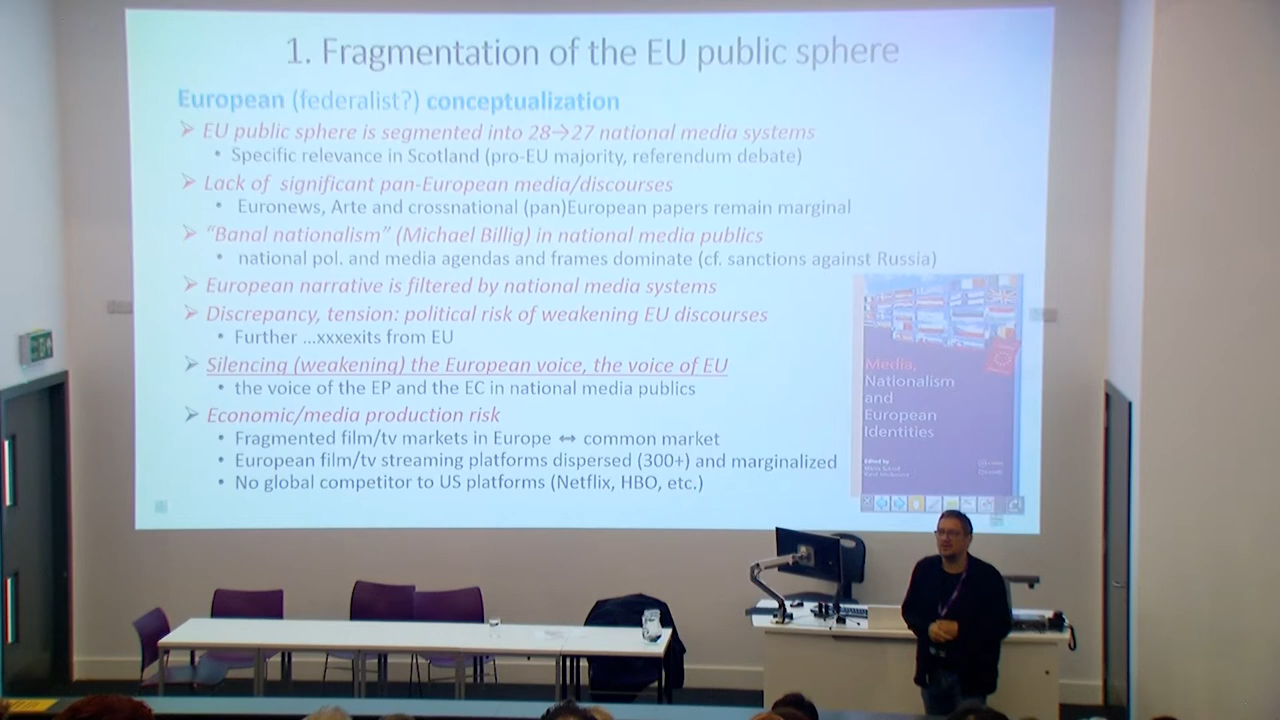 1. Fragmentation of the EU public sphere
European (federalist?) conceptualization
➢ EU public sphere is segmented into 28→27 national media systems
• Specific relevance in Scotland (pro-EU majority, referendum debate)
➢ Lack of significant pan-European media/discourses
• Euronews, Arte and crossnational (pan)European papers remain marginal
➢ “Banal nationalism” (Michael Billig) in national media publics
• national pol. and media agendas and frames dominate (cf. sanctions against Russia)
➢ European narrative is filtered by national media systems
➢ Discrepancy, tension: political risk of weakening EU discourses
• Further ...xxxexits from EU
➢ Silencing (weakening) the European voice, the voice of EU
• the voice of the EP and the EC in national media publics
➢ Economic/media production risk
• Fragmented film/tv markets in Europe ⇔ common market
• European film/tv streaming platforms dispersed (300+) and marginalized
• No global competitor to US platforms (Netflix, HBO, etc.)
Media,
Nationalism
and
European
Identities
Edited by